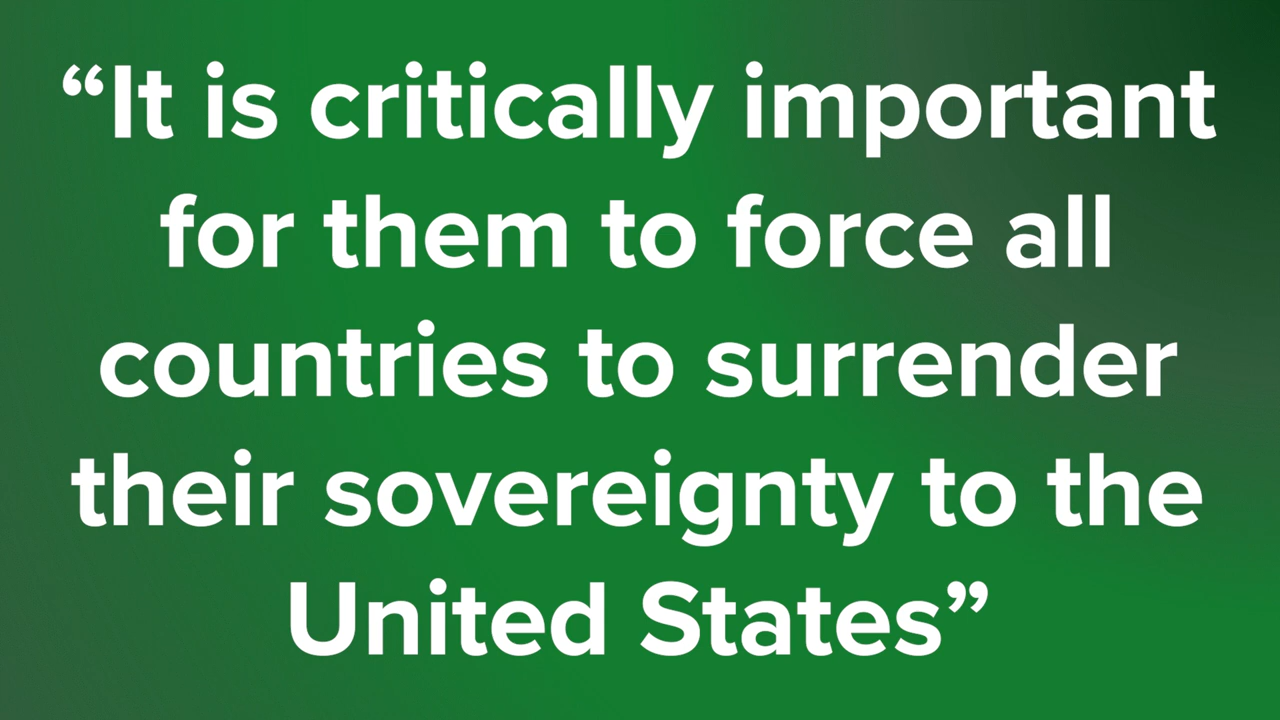 “It is critically important
for them to force all
countries to surrender
their sovereignty to the
United States”